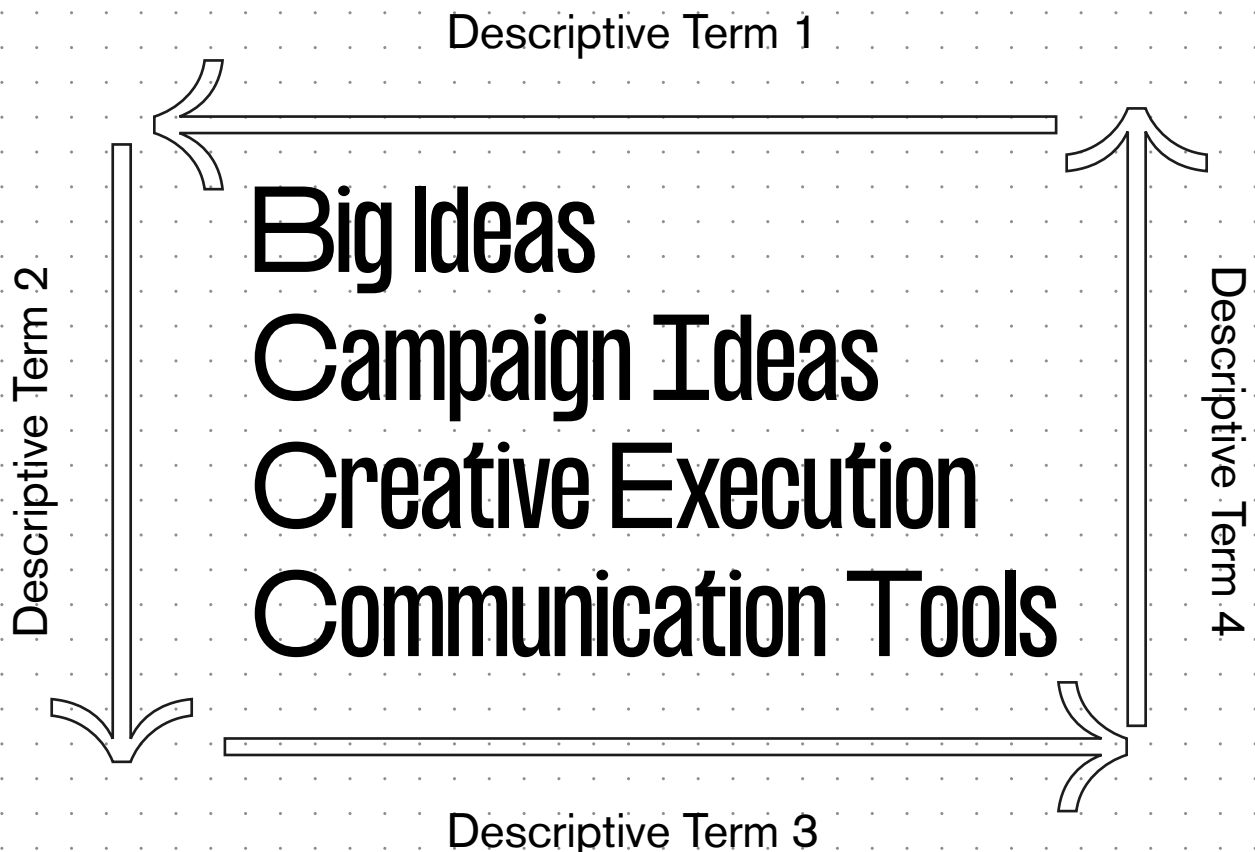 Descriptive Term 1
Descriptive Term 2
Big Ideas
Campaign Ideas
Creative Execution
Communication Tools
Descriptive Term 4
Descriptive Term 3